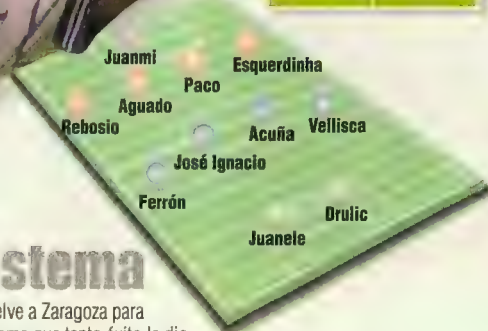 Juanmi
Esquerdinha
Paco
Aguado
Rebosio
Vellisca
Acuña
José Ignacio
Ferrón
Drulic
Juanele
stema
elve a Zaragoza para